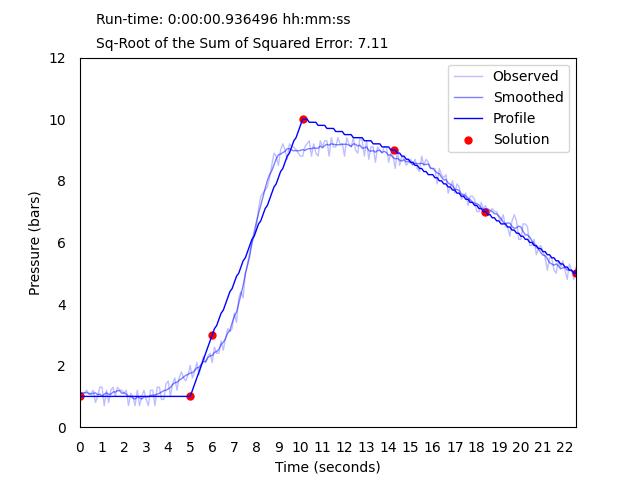 Run-time: 0:00:00.936496 hh:mm:ss
Sq-Root of the Sum of Squared Error: 7.11
Observed
Smoothed
Profile
Solution
Pressure (bars)
12
10
8
6
4
2
0
0 1 2 3 4 5 6 7 8 9 10 11 12 13 14 15 16 17 18 19 20 21 22
Time (seconds)